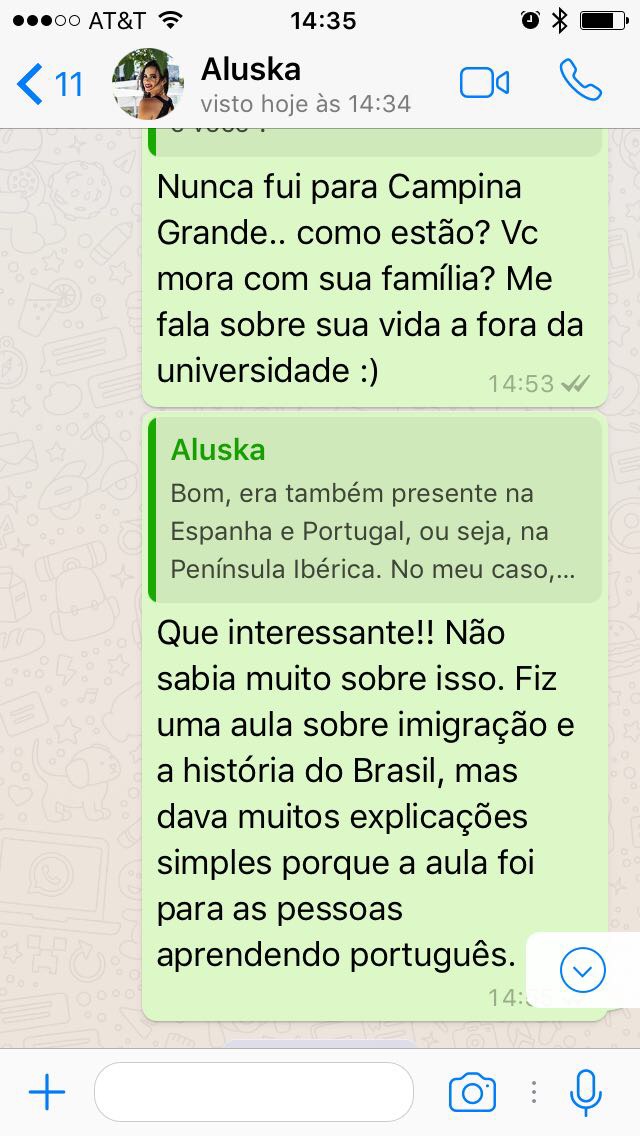 AT&T 14:35
11 Aluska
visto hoje às 14:34
Nunca fui para Campina
Grande.. como estão? Vc
mora com sua família? Me
fala sobre sua vida a fora da
universidade :)
14:53
Aluska
Bom, era também presente na
Espanha e Portugal, ou seja, na
Península Ibérica. No meu caso,...
Que interessante!! Não
sabia muito sobre isso. Fiz
uma aula sobre imigração e
a história do Brasil, mas
dava muitos explicações
simples porque a aula foi
para as pessoas
aprendendo português.